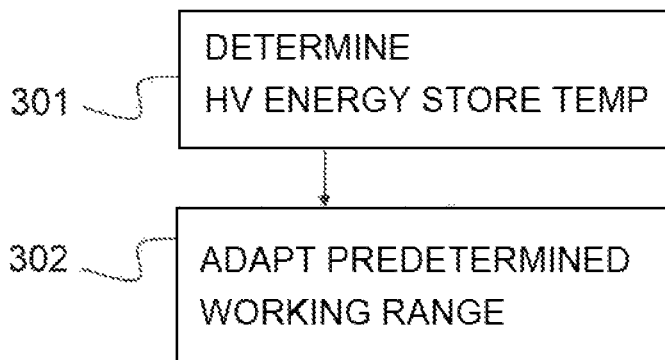 DETERMINE
301
HV ENERGY STORE TEMP
302
ADAPT PREDETERMINED
WORKING RANGE